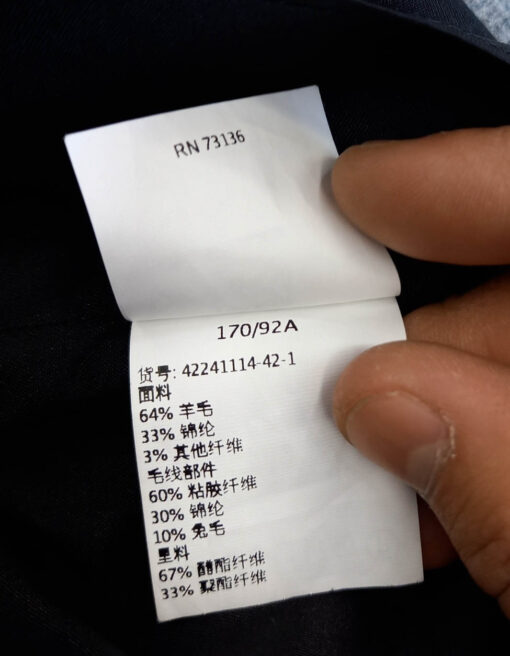 RN 73136
170/92A
货号: 42241114-42-1
面料
64% 羊毛
33% 锦纶
3% 其他纤维
毛线部件
60% 粘胶纤维
30% 锦纶
10% 兔毛
里料
67% 醋酯纤维
33% 聚酯纤维